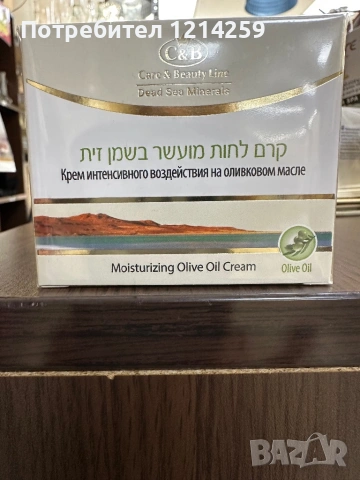 Потребител 1214259
C&B
Care & Beauty Line
Dead Sea Minerals
קרם לחות מועשר בשמן זית
Крем интенсивного воздействия на оливковом масле
Moisturizing Olive Oil Cream
Olive Oil
BAZAR